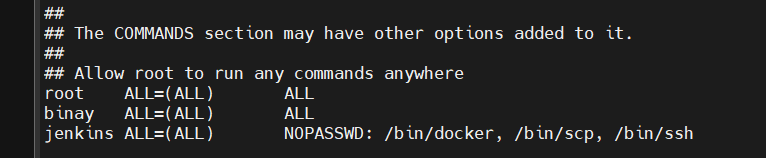 ##
## The COMMANDS section may have other options added to it.
##
## Allow root to run any commands anywhere
root    ALL=(ALL)       ALL
binay   ALL=(ALL)       ALL
jenkins ALL=(ALL)       NOPASSWD: /bin/docker, /bin/scp, /bin/ssh